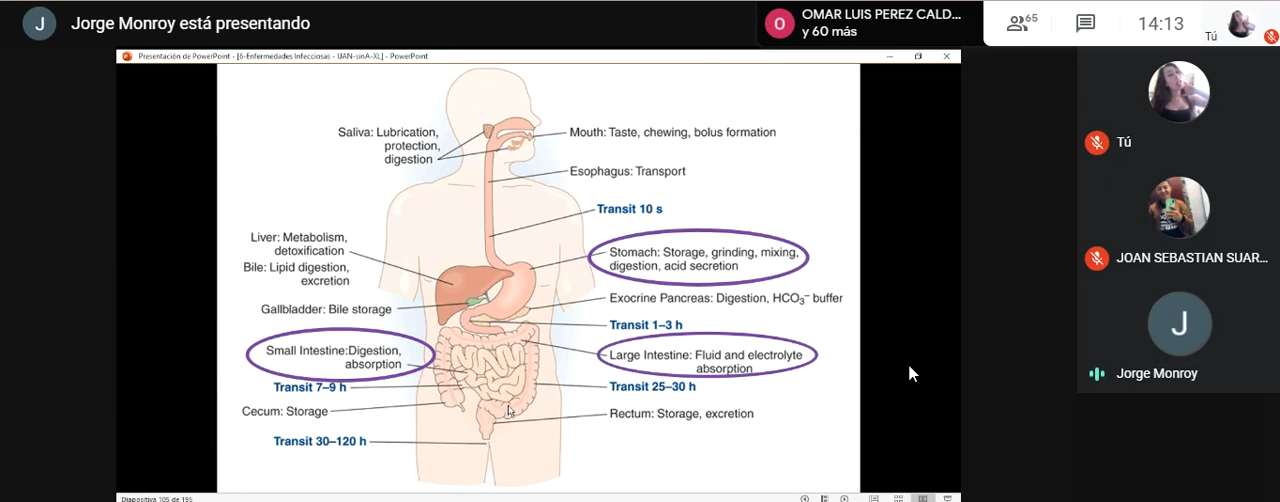 J
Jorge Monroy está presentando
O
OMAR LUIS PEREZ CALD...
y 60 más
65
14:13
Tú
Presentación de PowerPoint - [6-Enfermedades Infecciosas - UAN-sinA-XL] - PowerPoint
Saliva: Lubrication,
protection,
digestion
Mouth: Taste, chewing, bolus formation
Esophagus: Transport
Transit 10 s
Liver: Metabolism,
detoxification
Bile: Lipid digestion,
excretion
Stomach: Storage, grinding, mixing,
digestion, acid secretion
Gallbladder: Bile storage
Exocrine Pancreas: Digestion, HCO₃⁻ buffer
Transit 1–3 h
Small Intestine:Digestion,
absorption
Large Intestine: Fluid and electrolyte
absorption
Transit 7–9 h
Transit 25–30 h
Cecum: Storage
Rectum: Storage, excretion
Transit 30–120 h
Diapositiva 105 de 195
Tú
JOAN SEBASTIAN SUAR...
J
Jorge Monroy